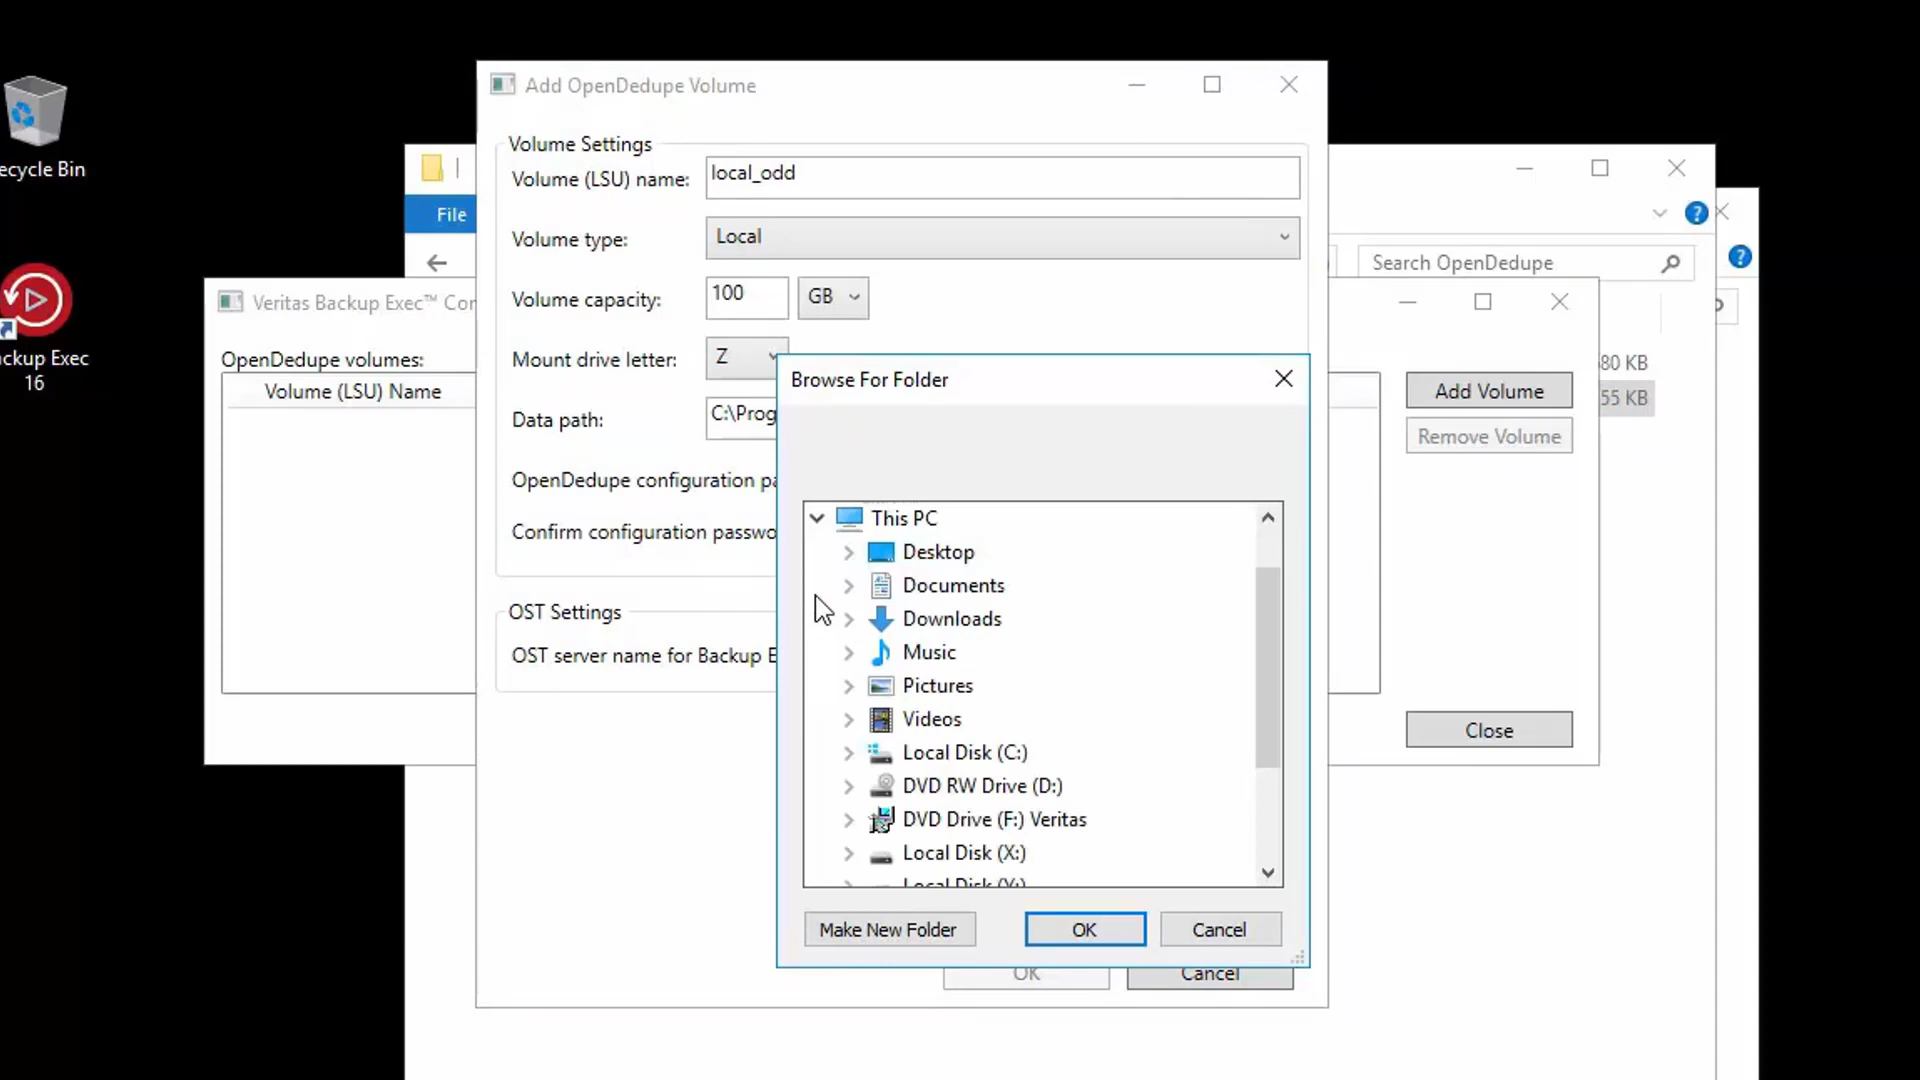 ecycle Bin
ackup Exec
16
Add OpenDedupe Volume
Volume Settings
Volume (LSU) name:
local_odd
Volume type:
Local
Volume capacity:
100
GB
Mount drive letter:
Z
Data path:
C:\Prog
OpenDedupe configuration pa
Confirm configuration passwo
OST Settings
OST server name for Backup E
OK
Cancel
Browse For Folder
This PC
Desktop
Documents
Downloads
Music
Pictures
Videos
Local Disk (C:)
DVD RW Drive (D:)
DVD Drive (F:) Veritas
Local Disk (X:)
Local Disk (Y:)
Make New Folder
OK
Cancel
File
Search OpenDedupe
Veritas Backup Exec™ Con
OpenDedupe volumes:
Volume (LSU) Name
Add Volume
Remove Volume
Close
80 KB
55 KB